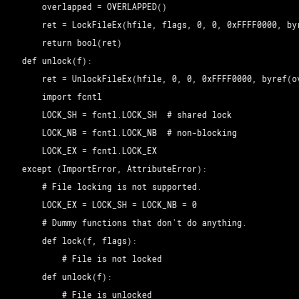 overlapped = OVERLAPPED()
ret = LockFileEx(hfile, flags, 0, 0, 0xFFFF0000, byr
return bool(ret)
def unlock(f):
ret = UnlockFileEx(hfile, 0, 0, 0xFFFF0000, byref(ov
import fcntl
LOCK_SH = fcntl.LOCK_SH  # shared lock
LOCK_NB = fcntl.LOCK_NB  # non-blocking
LOCK_EX = fcntl.LOCK_EX
except (ImportError, AttributeError):
# File locking is not supported.
LOCK_EX = LOCK_SH = LOCK_NB = 0
# Dummy functions that don't do anything.
def lock(f, flags):
# File is not locked
def unlock(f):
# File is unlocked